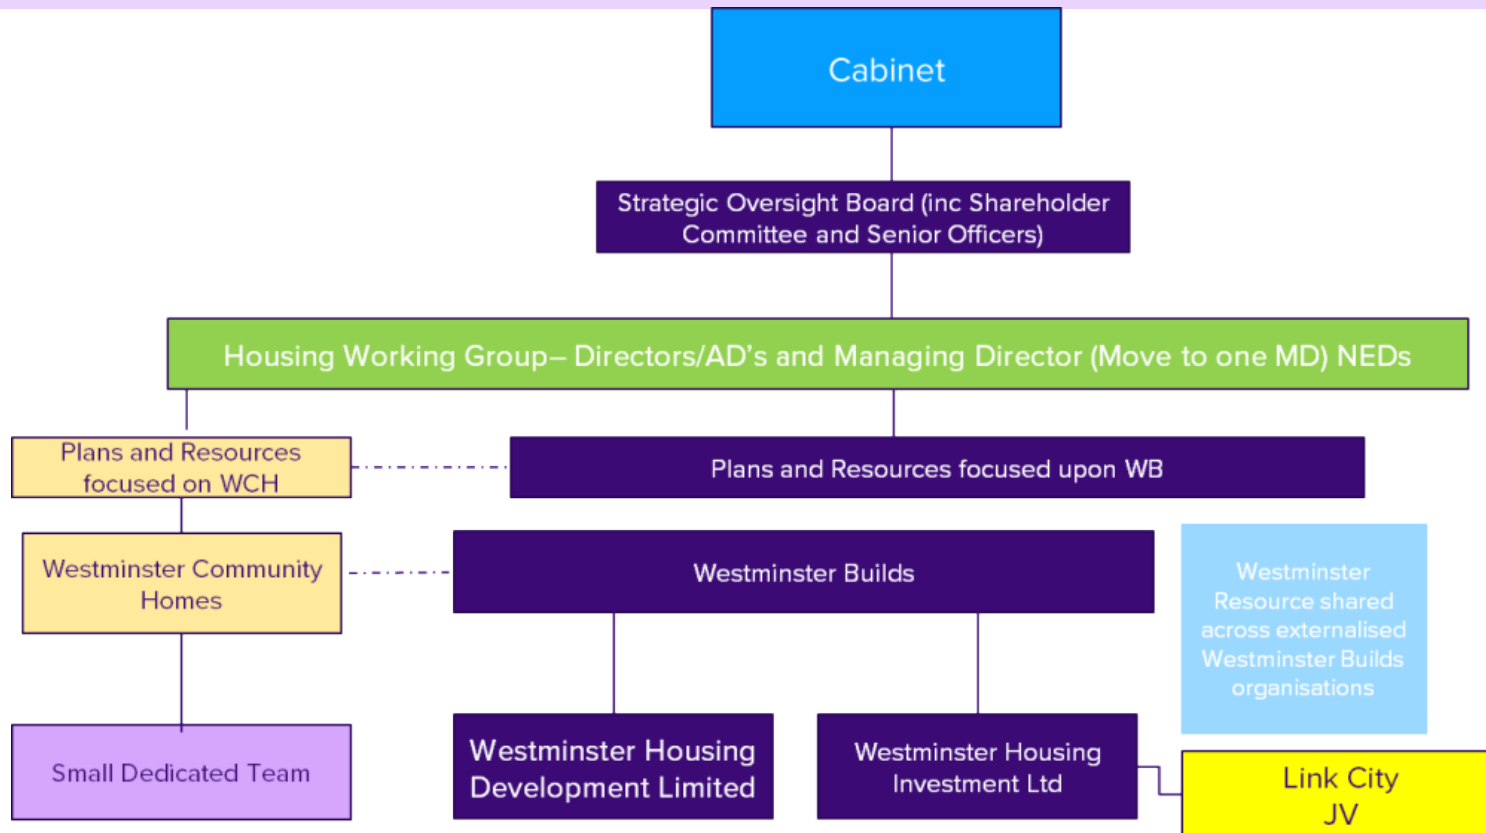 Cabinet
Strategic Oversight Board (inc Shareholder
Committee and Senior Officers)
Housing Working Group– Directors/AD's and Managing Director (Move to one MD) NEDs
Plans and Resources
focused on WCH
Plans and Resources focused upon WB
Westminster Community
Homes
Westminster Builds
Westminster
Resource shared
across externalised
Westminster Builds
organisations
Small Dedicated Team
Westminster Housing
Development Limited
Westminster Housing
Investment Ltd
Link City
JV